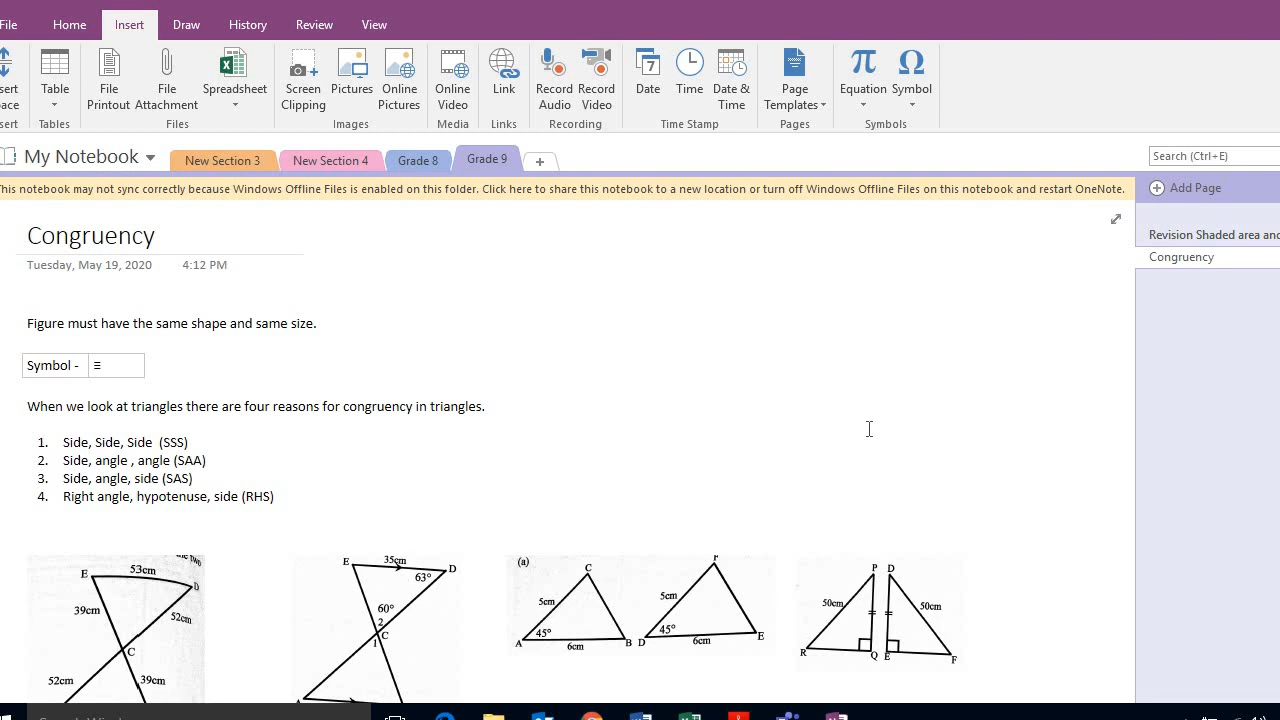 File Home Insert Draw History Review View
Table
File Printout
File Attachment
Spreadsheet
Screen Clipping
Pictures
Online Pictures
Online Video
Link
Record Audio
Record Video
Date
Time
Date & Time
Page Templates
π Equation
Ω Symbol
Tables Files Images Media Links Recording Time Stamp Pages Symbols
My Notebook New Section 3 New Section 4 Grade 8 Grade 9 +
Search (Ctrl+E)
This notebook may not sync correctly because Windows Offline Files is enabled on this folder. Click here to share this notebook to a new location or turn off Windows Offline Files on this notebook and restart OneNote.
Add Page
Revision Shaded area and
Congruency
Congruency
Tuesday, May 19, 2020 4:12 PM
Figure must have the same shape and same size.
Symbol - ≡
When we look at triangles there are four reasons for congruency in triangles.
1. Side, Side, Side (SSS)
2. Side, angle , angle (SAA)
3. Side, angle, side (SAS)
4. Right angle, hypotenuse, side (RHS)
E 53cm D
39cm 52cm
C
52cm 39cm
E 35cm D
63°
60°
2
C
1
(a)
C
5cm
45°
A 6cm B
F
5cm
45°
D 6cm E
P D
50cm 50cm
R Q E F